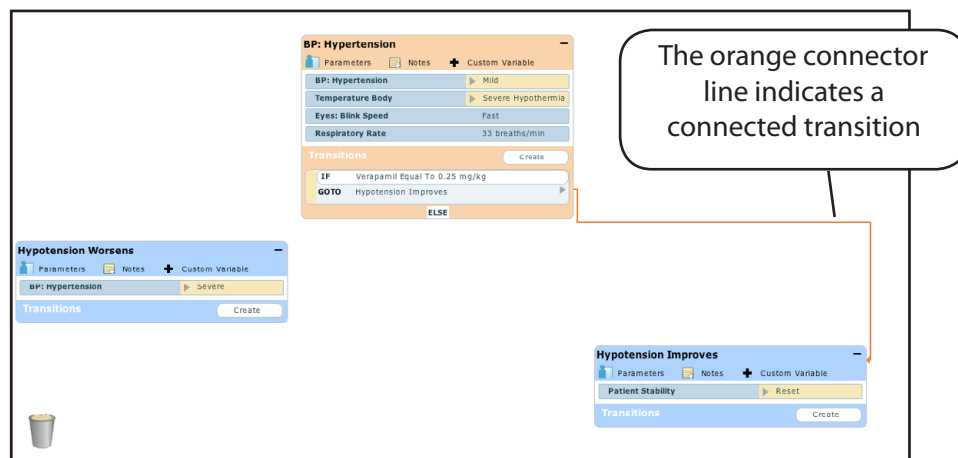 BP: Hypertension
Parameters Notes Custom Variable
BP: Hypertension Mild
Temperature Body Severe Hypothermia
Eyes: Blink Speed Fast
Respiratory Rate 33 breaths/min
Transitions Create
IF Verapamil Equal To 0.25 mg/kg
GOTO Hypotension Improves
ELSE
The orange connector
line indicates a
connected transition
Hypotension Worsens
Parameters Notes Custom Variable
BP: Hypertension Severe
Transitions Create
Hypotension Improves
Parameters Notes Custom Variable
Patient Stability Reset
Transitions Create